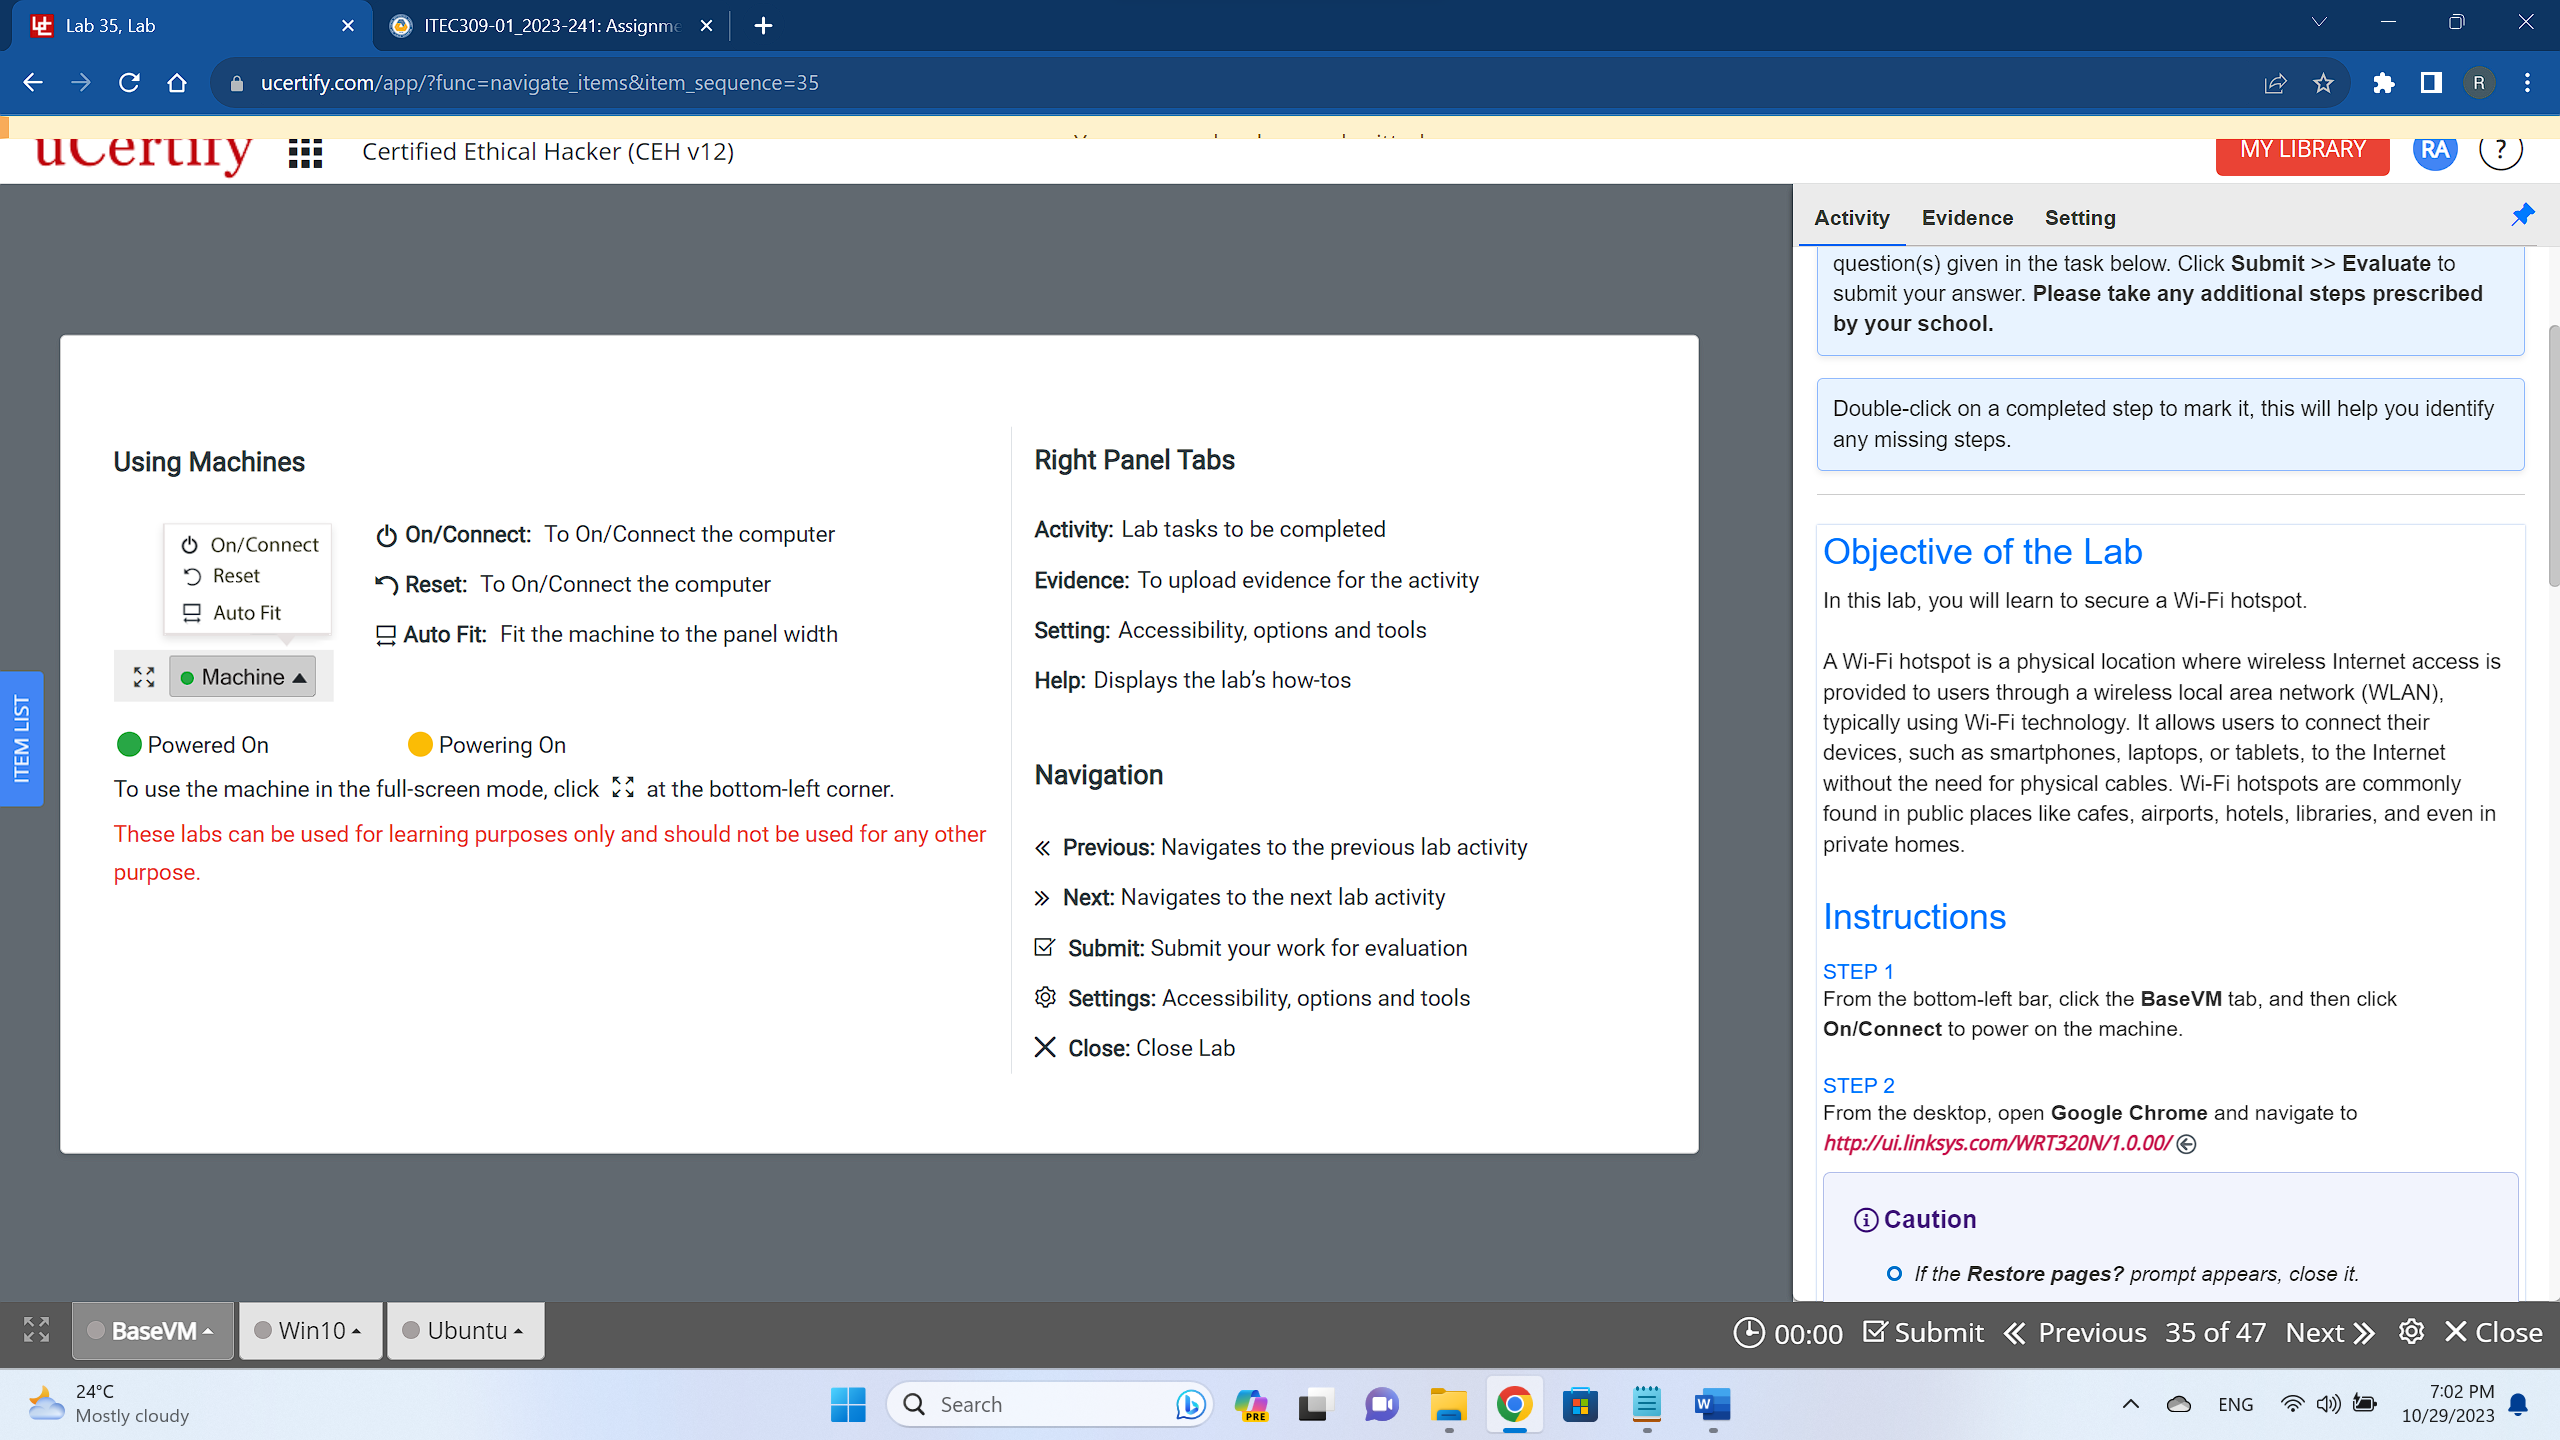 Lab 35, Lab
ITEC309-01_2023-241: Assignme
ucertify.com/app/?func=navigate_items&item_sequence=35
R
uCertify
Certified Ethical Hacker (CEH v12)
MY LIBRARY
RA
?
Activity Evidence Setting
question(s) given in the task below. Click Submit >> Evaluate to
submit your answer. Please take any additional steps prescribed
by your school.
Double-click on a completed step to mark it, this will help you identify
any missing steps.
Objective of the Lab
In this lab, you will learn to secure a Wi-Fi hotspot.
A Wi-Fi hotspot is a physical location where wireless Internet access is
provided to users through a wireless local area network (WLAN),
typically using Wi-Fi technology. It allows users to connect their
devices, such as smartphones, laptops, or tablets, to the Internet
without the need for physical cables. Wi-Fi hotspots are commonly
found in public places like cafes, airports, hotels, libraries, and even in
private homes.
Instructions
STEP 1
From the bottom-left bar, click the BaseVM tab, and then click
On/Connect to power on the machine.
STEP 2
From the desktop, open Google Chrome and navigate to
http://ui.linksys.com/WRT320N/1.0.00/
Caution
If the Restore pages? prompt appears, close it.
ITEM LIST
Using Machines
On/Connect
Reset
Auto Fit
Machine
On/Connect: To On/Connect the computer
Reset: To On/Connect the computer
Auto Fit: Fit the machine to the panel width
Powered On Powering On
To use the machine in the full-screen mode, click at the bottom-left corner.
These labs can be used for learning purposes only and should not be used for any other
purpose.
Right Panel Tabs
Activity: Lab tasks to be completed
Evidence: To upload evidence for the activity
Setting: Accessibility, options and tools
Help: Displays the lab's how-tos
Navigation
Previous: Navigates to the previous lab activity
Next: Navigates to the next lab activity
Submit: Submit your work for evaluation
Settings: Accessibility, options and tools
Close: Close Lab
BaseVM Win10 Ubuntu
00:00 Submit Previous 35 of 47 Next Close
24°C
Mostly cloudy
Search
PRE
W
ENG
7:02 PM
10/29/2023